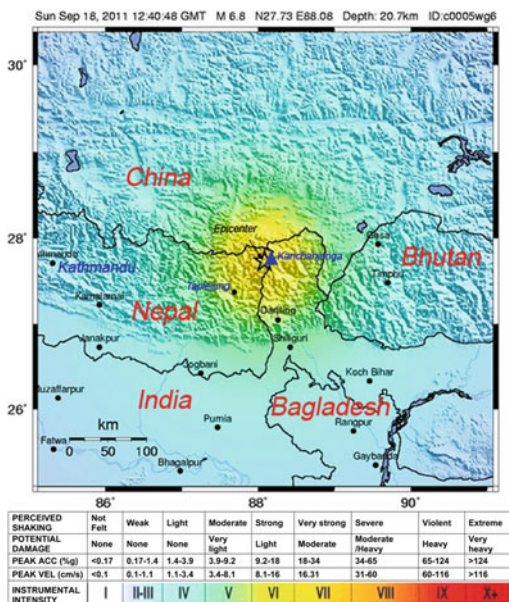 Sun Sep 18, 2011 12:40:48 GMT M 6.8 N27.73 E88.08 Depth: 20.7km ID:c0005wg6
30°
China
Epicenter
28°
Gasa
Kanchanjonga
Bhutan
Kathmandu
Taplejung
Timphu
Kamalamai
Nepal
Darjiling
Janakpur
Shiliguri
Jogbani
Koch Bihar
Muzaffarpur
India
Bagladesh
26°
km
Purnia
Rangpur
0 50 100
Fatwa
Gaybanda
Bhagalpur
86° 88° 90°
PERCEIVED SHAKING Not Felt Weak Light Moderate Strong Very strong Severe Violent Extreme
POTENTIAL DAMAGE None None None Very light Light Moderate Moderate /Heavy Heavy Very heavy
PEAK ACC (%g) <0.17 0.17-1.4 1.4-3.9 3.9-9.2 9.2-18 18-34 34-65 65-124 >124
PEAK VEL (cm/s) <0.1 0.1-1.1 1.1-3.4 3.4-8.1 8.1-16 16.31 31-60 60-116 >116
INSTRUMENTAL INTENSITY I II-III IV V VI VII VIII IX X+